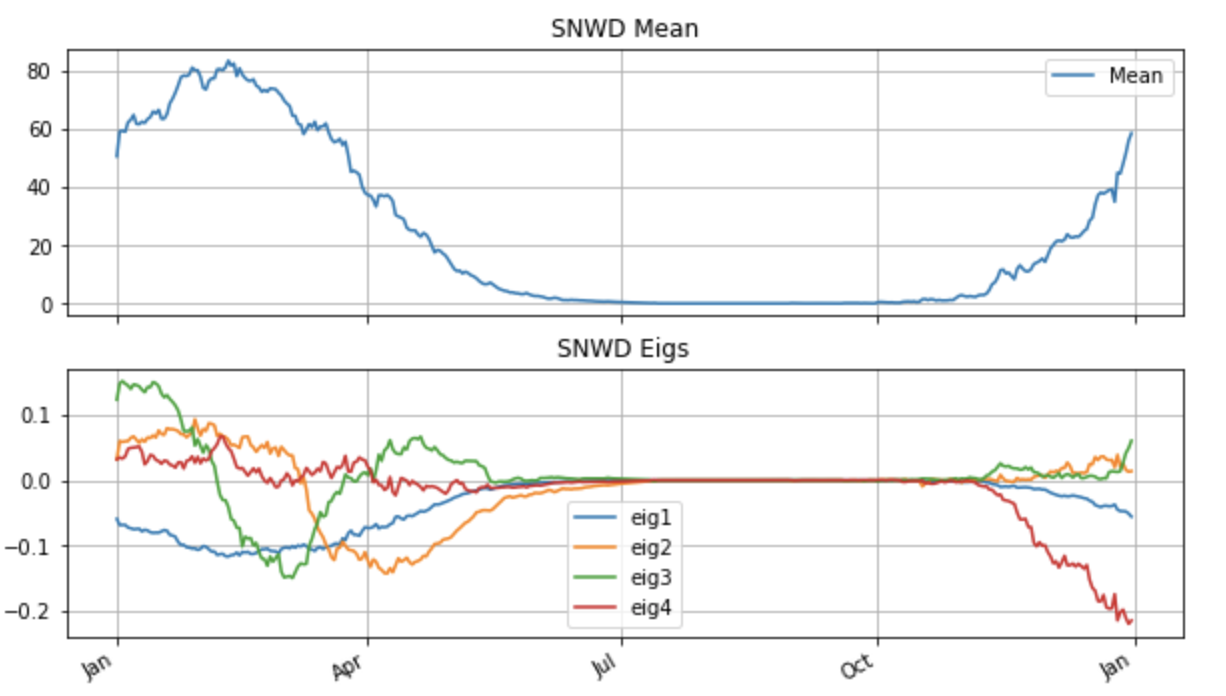 SNWD Mean
80
60
40
20
0
Mean
SNWD Eigs
0.1
0.0
−0.1
−0.2
eig1
eig2
eig3
eig4
Jan Apr Jul Oct Jan